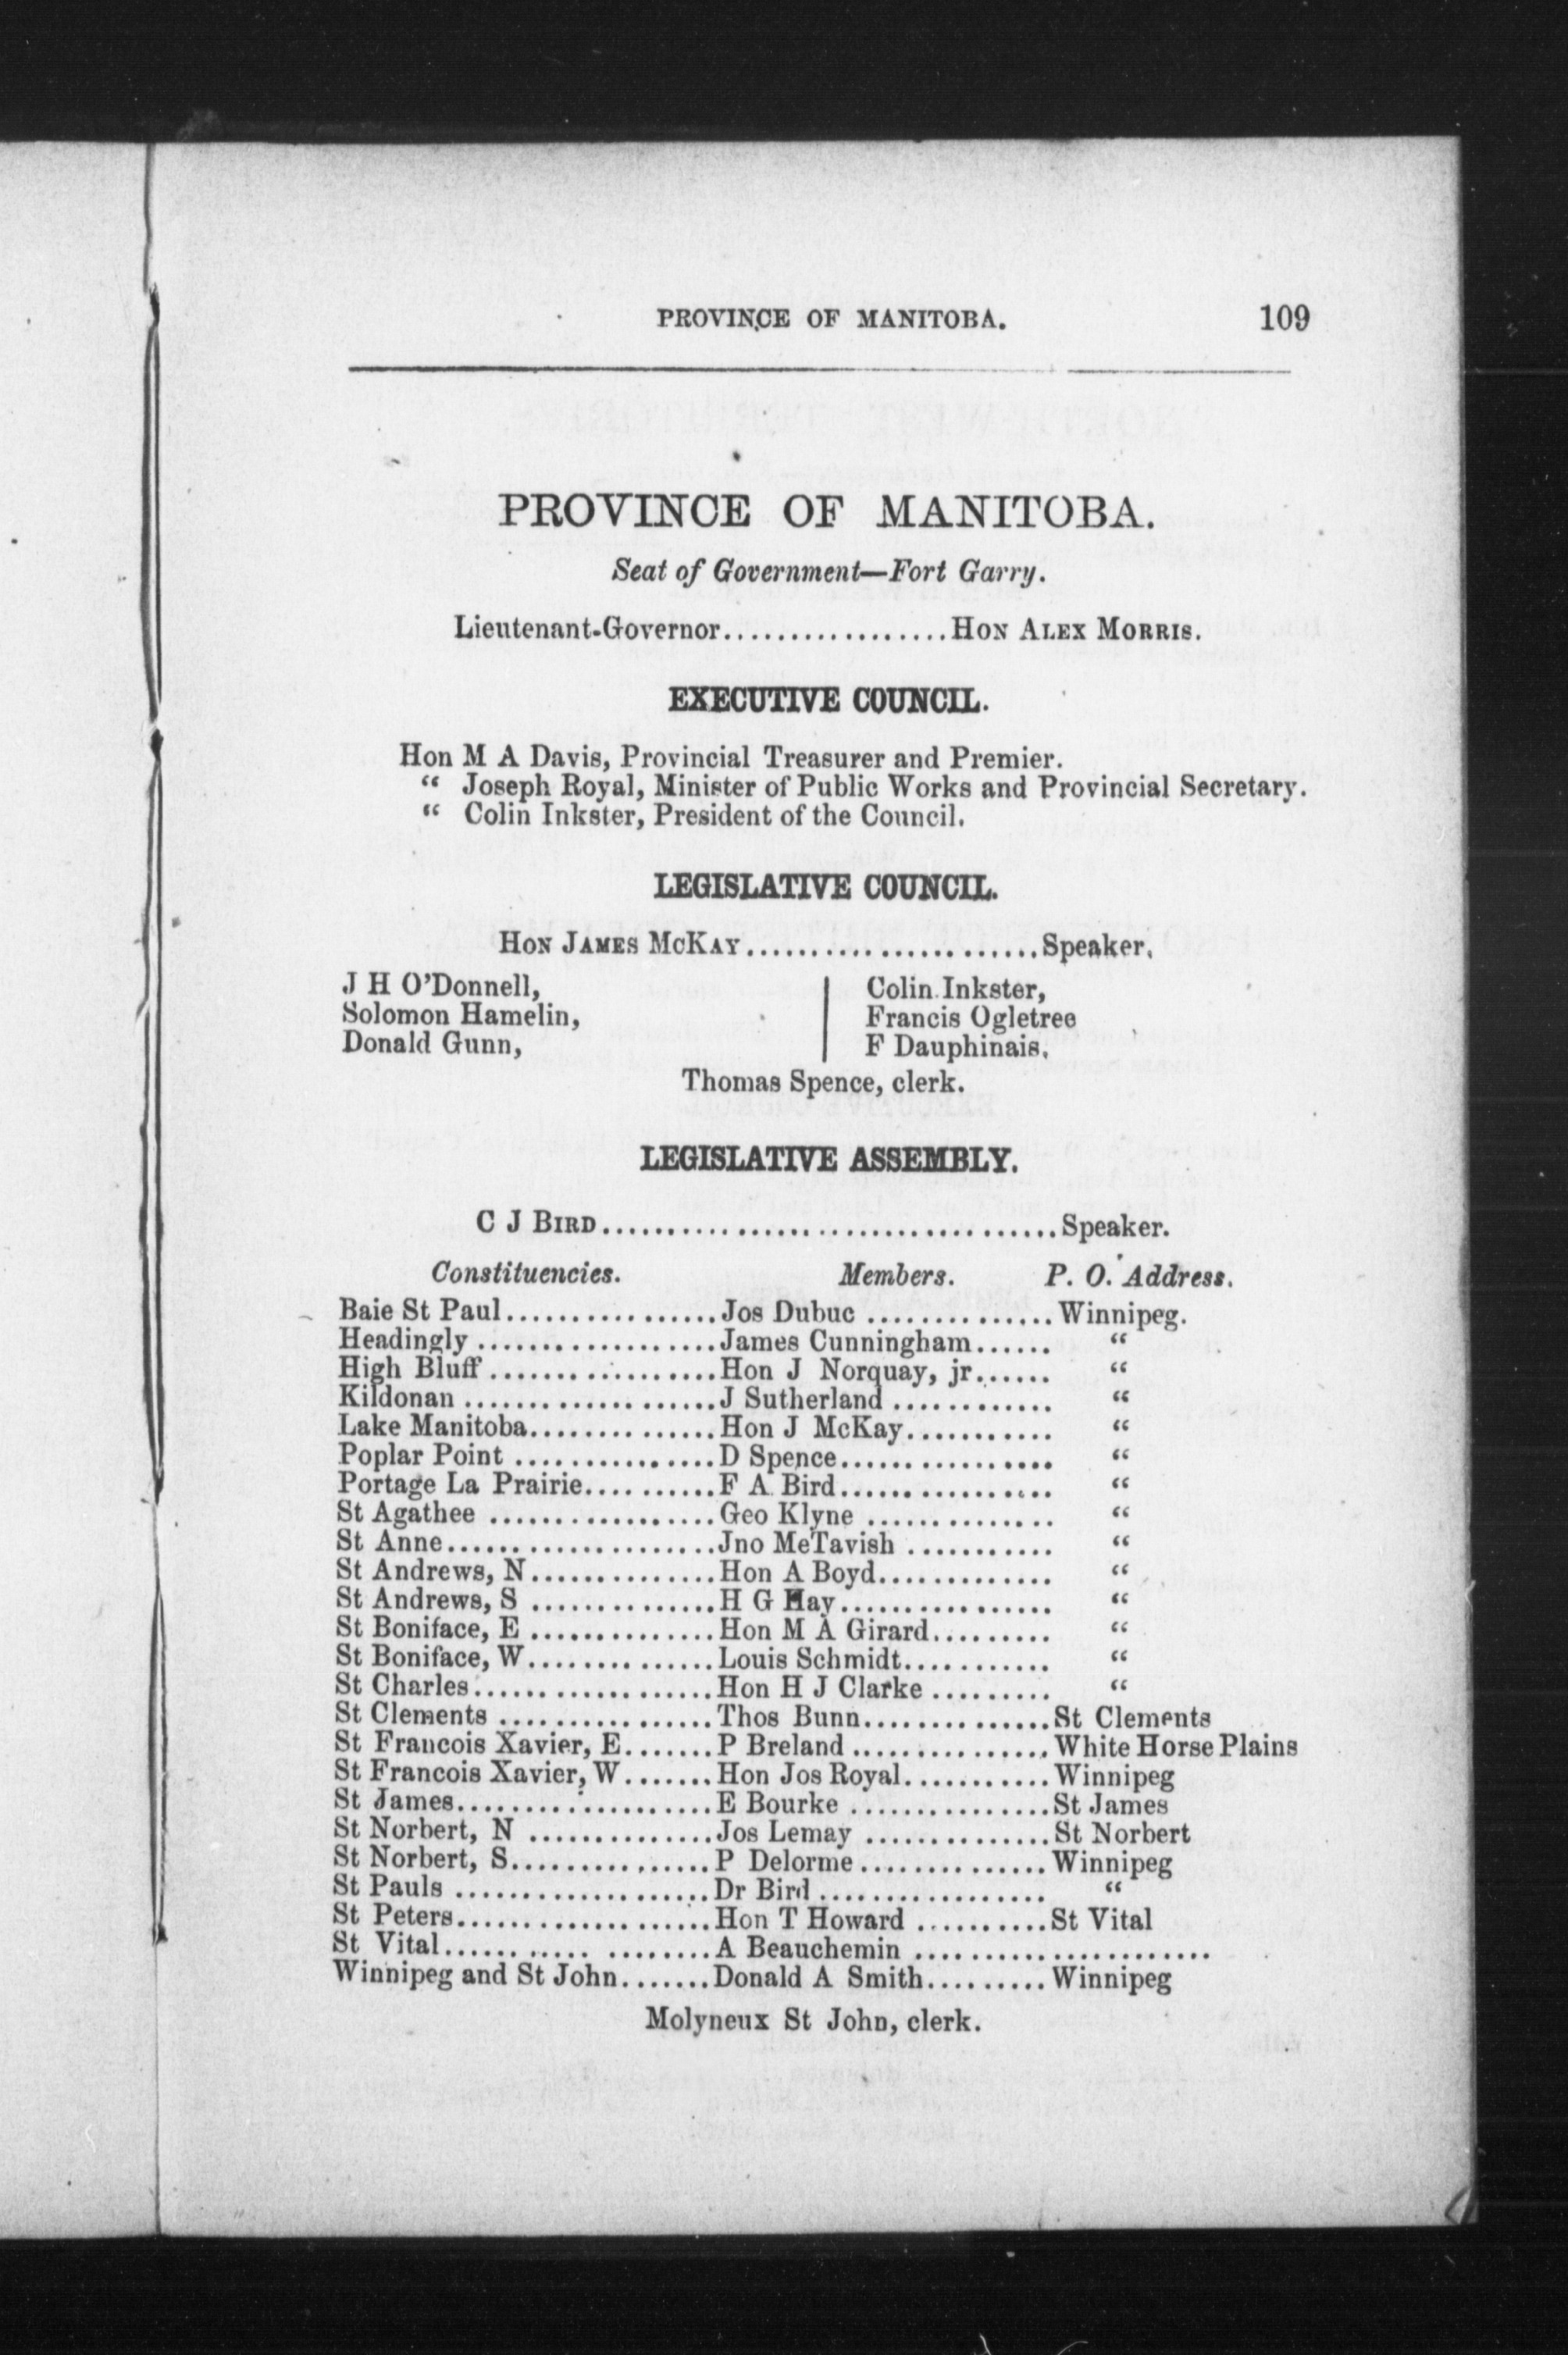 PROVINCE OF MANITOBA. 109
PROVINCE OF MANITOBA.
Seat of Government—Fort Garry.
Lieutenant-Governor.................HON ALEX MORRIS.
EXECUTIVE COUNCIL.
Hon M A Davis, Provincial Treasurer and Premier.
“ Joseph Royal, Minister of Public Works and Provincial Secretary.
“ Colin Inkster, President of the Council.
LEGISLATIVE COUNCIL.
HON JAMES MCKAY.......................Speaker.
J H O'Donnell, Colin Inkster,
Solomon Hamelin, Francis Ogletree
Donald Gunn, F Dauphinais.
Thomas Spence, clerk.
LEGISLATIVE ASSEMBLY.
C J BIRD...................................Speaker.
Constituencies. Members. P. O. Address.
Baie St Paul................Jos Dubuc ..............Winnipeg.
Headingly ..................James Cunningham...... “
High Bluff .................Hon J Norquay, jr...... “
Kildonan ...................J Sutherland ............ “
Lake Manitoba..............Hon J McKay........... “
Poplar Point ...............D Spence................ “
Portage La Prairie..........F A Bird................ “
St Agathee .................Geo Klyne .............. “
St Anne....................Jno MeTavish ........... “
St Andrews, N..............Hon A Boyd............. “
St Andrews, S ..............H G Hay................ “
St Boniface, E ..............Hon M A Girard......... “
St Boniface, W..............Louis Schmidt........... “
St Charles..................Hon H J Clarke ......... “
St Clements ................Thos Bunn..............St Clements
St Francois Xavier, E.......P Breland ...............White Horse Plains
St Francois Xavier, W.......Hon Jos Royal...........Winnipeg
St James...................E Bourke ...............St James
St Norbert, N ..............Jos Lemay ..............St Norbert
St Norbert, S...............P Delorme..............Winnipeg
St Pauls ...................Dr Bird ................. “
St Peters...................Hon T Howard ..........St Vital
St Vital...... ..... ........A Beauchemin ......................
Winnipeg and St John.......Donald A Smith.........Winnipeg
Molyneux St John, clerk.